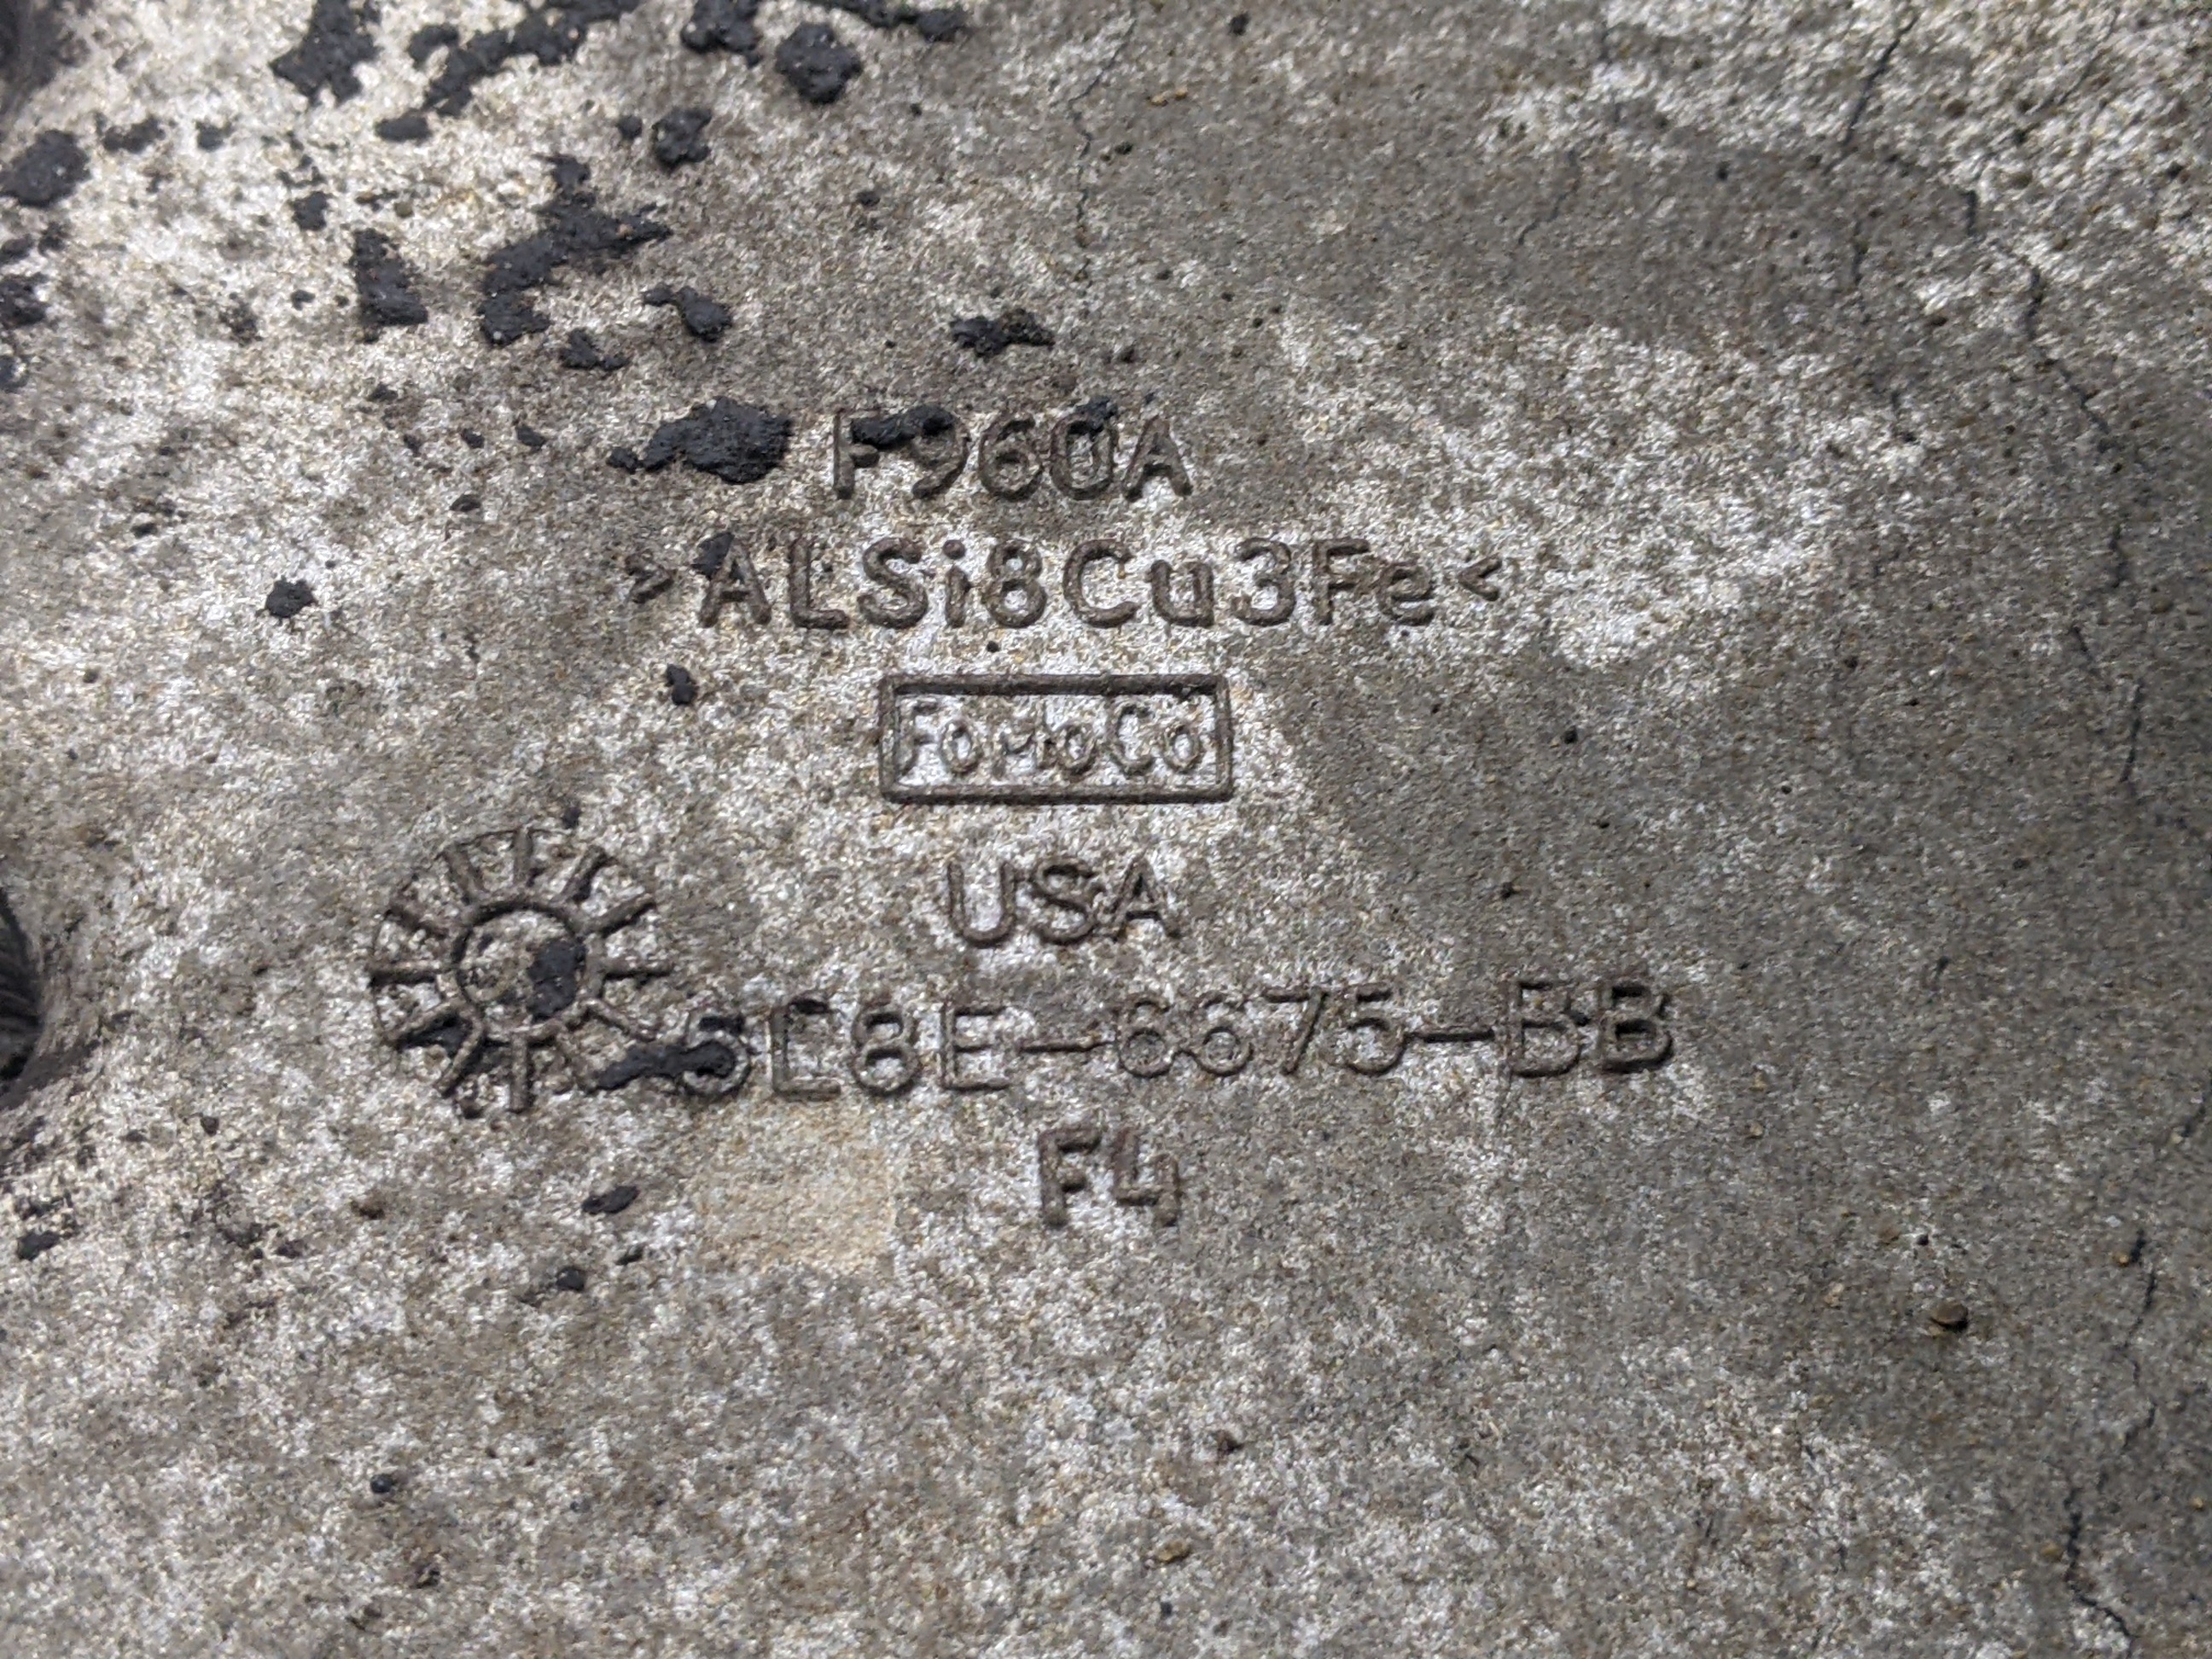 F960A
>ALSi8Cu3Fe<
FoMoCo
USA
5L8E-6675-BB
F4